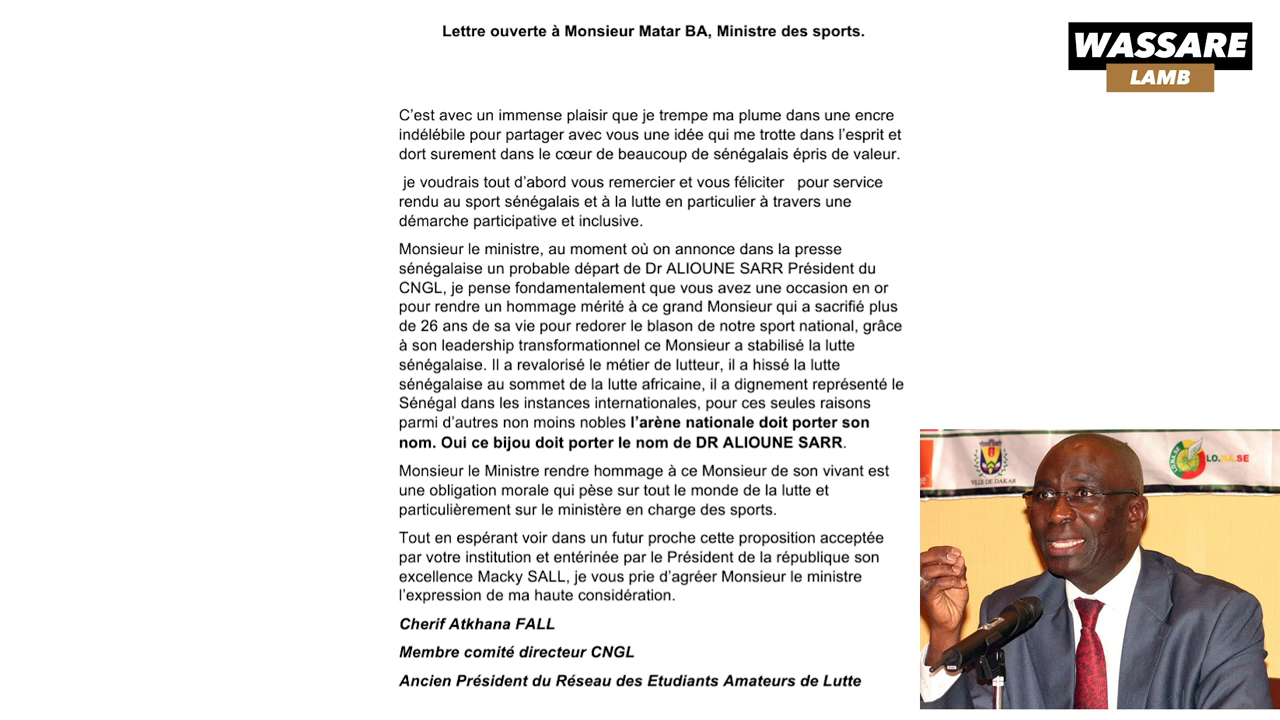 Lettre ouverte à Monsieur Matar BA, Ministre des sports.
WASSARE
LAMB
C’est avec un immense plaisir que je trempe ma plume dans une encre
indélébile pour partager avec vous une idée qui me trotte dans l’esprit et
dort surement dans le cœur de beaucoup de sénégalais épris de valeur.
je voudrais tout d’abord vous remercier et vous féliciter pour service
rendu au sport sénégalais et à la lutte en particulier à travers une
démarche participative et inclusive.
Monsieur le ministre, au moment où on annonce dans la presse
sénégalaise un probable départ de Dr ALIOUNE SARR Président du
CNGL, je pense fondamentalement que vous avez une occasion en or
pour rendre un hommage mérité à ce grand Monsieur qui a sacrifié plus
de 26 ans de sa vie pour redorer le blason de notre sport national, grâce
à son leadership transformationnel ce Monsieur a stabilisé la lutte
sénégalaise. Il a revalorisé le métier de lutteur, il a hissé la lutte
sénégalaise au sommet de la lutte africaine, il a dignement représenté le
Sénégal dans les instances internationales, pour ces seules raisons
parmi d’autres non moins nobles l’arène nationale doit porter son
nom. Oui ce bijou doit porter le nom de DR ALIOUNE SARR.
Monsieur le Ministre rendre hommage à ce Monsieur de son vivant est
une obligation morale qui pèse sur tout le monde de la lutte et
particulièrement sur le ministère en charge des sports.
Tout en espérant voir dans un futur proche cette proposition acceptée
par votre institution et entérinée par le Président de la république son
excellence Macky SALL, je vous prie d’agréer Monsieur le ministre
l’expression de ma haute considération.
Cherif Atkhana FALL
Membre comité directeur CNGL
Ancien Président du Réseau des Etudiants Amateurs de Lutte
VILLE DE DAKAR
LO.NA.SE